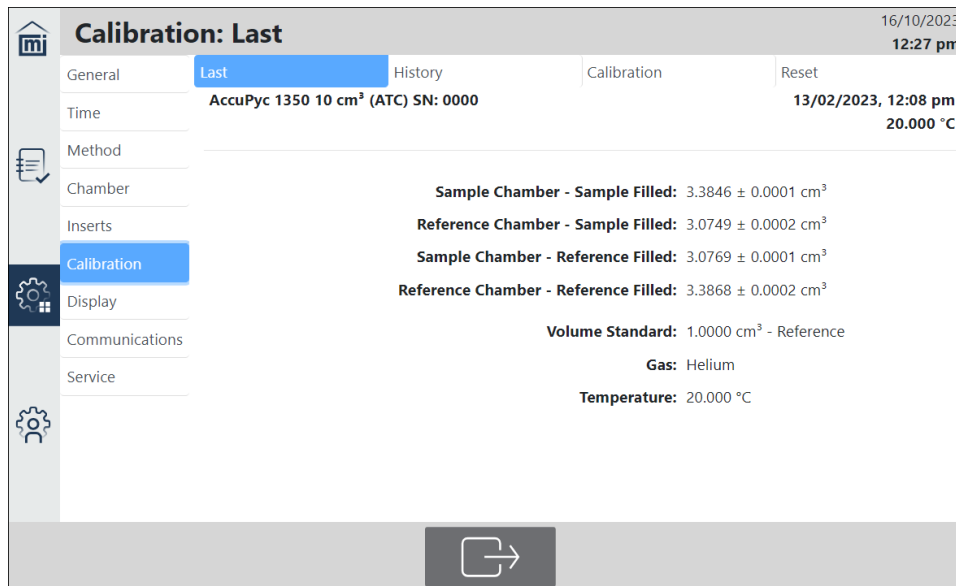 mi
Calibration: Last
16/10/2023
12:27 pm
General
Time
Method
Chamber
Inserts
Calibration
Display
Communications
Service
Last
History
Calibration
Reset
AccuPyc 1350 10 cm³ (ATC) SN: 0000
13/02/2023, 12:08 pm
20.000 °C
Sample Chamber - Sample Filled: 3.3846 ± 0.0001 cm³
Reference Chamber - Sample Filled: 3.0749 ± 0.0002 cm³
Sample Chamber - Reference Filled: 3.0769 ± 0.0001 cm³
Reference Chamber - Reference Filled: 3.3868 ± 0.0002 cm³
Volume Standard: 1.0000 cm³ - Reference
Gas: Helium
Temperature: 20.000 °C